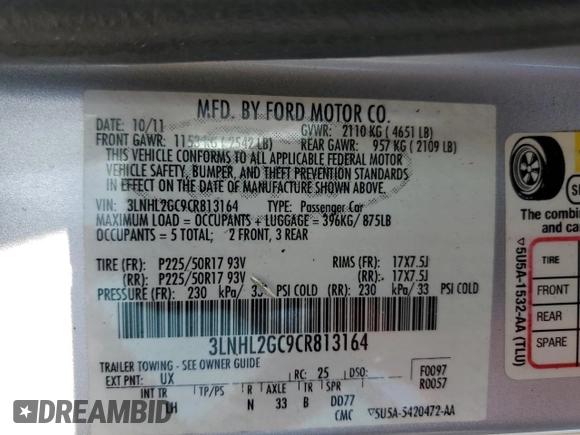 MFD. BY FORD MOTOR CO.
DATE: 10/11 GVWR: 2110 KG ( 4651 LB)
FRONT GAWR: 1153 KG ( 2542 LB) REAR GAWR: 957 KG ( 2109 LB)
THIS VEHICLE CONFORMS TO ALL APPLICABLE FEDERAL MOTOR
VEHICLE SAFETY, BUMPER, AND THEFT PREVENTION STANDARDS
IN EFFECT ON THE DATE OF MANUFACTURE SHOWN ABOVE.
VIN: 3LNHL2GC9CR813164 TYPE: Passenger Car
MAXIMUM LOAD = OCCUPANTS + LUGGAGE = 396KG/ 875LB
OCCUPANTS = 5 TOTAL; 2 FRONT, 3 REAR
TIRE (FR): P225/50R17 93V RIMS (FR): 17X7.5J
(RR): P225/50R17 93V (RR): 17X7.5J
PRESSURE (FR): 230 kPa/ 33 PSI COLD (RR): 230 kPa/ 33 PSI COLD
3LNHL2GC9CR813164
TRAILER TOWING - SEE OWNER GUIDE
EXT PNT: UX RC: 25 DSO: F0097
R0057
INT TR TP/PS R AXLE TR SPR
H N 33 B DD77
CMC ▽5U5A-5420472-AA
S
The combin
and ca
TIRE
FRONT
REAR
SPARE
▽5U5A-1532-AA (TLU)
DREAMBID